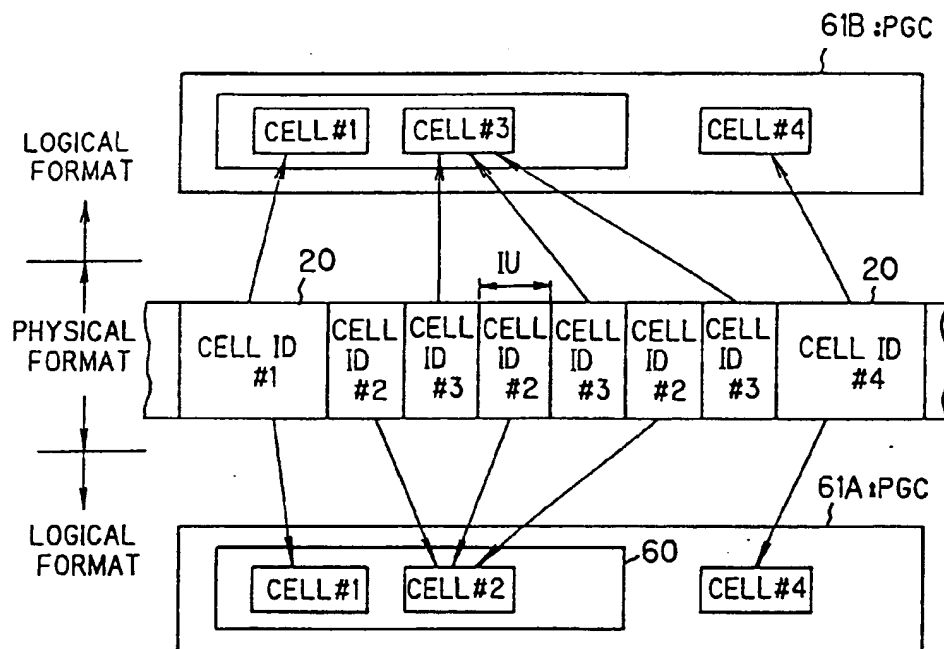 61B:PGC
CELL#1
CELL#3
CELL#4
LOGICAL
FORMAT
20
IU
20
PHYSICAL
FORMAT
CELL ID
#1
CELL
ID
#2
CELL
ID
#3
CELL
ID
#2
CELL
ID
#3
CELL
ID
#2
CELL
ID
#3
CELL ID
#4
61A:PGC
LOGICAL
FORMAT
60
CELL#1
CELL#2
CELL#4